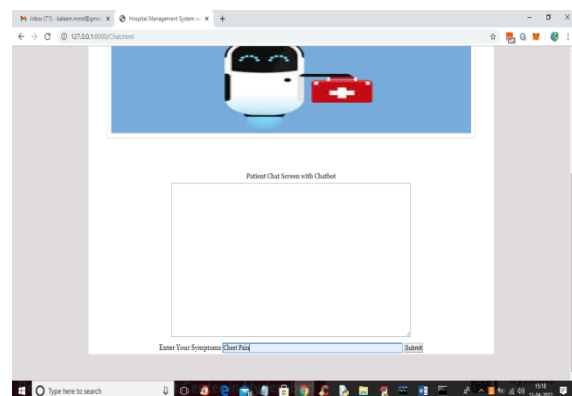 Inbox (71) - kaleem.mmd@gmai
Hospital Management System
127.0.0.1:8000/Chat.html
Patient Chat Screen with Chatbot
Enter Your Symptoms Chest Pain Submit
Type here to search
15:18